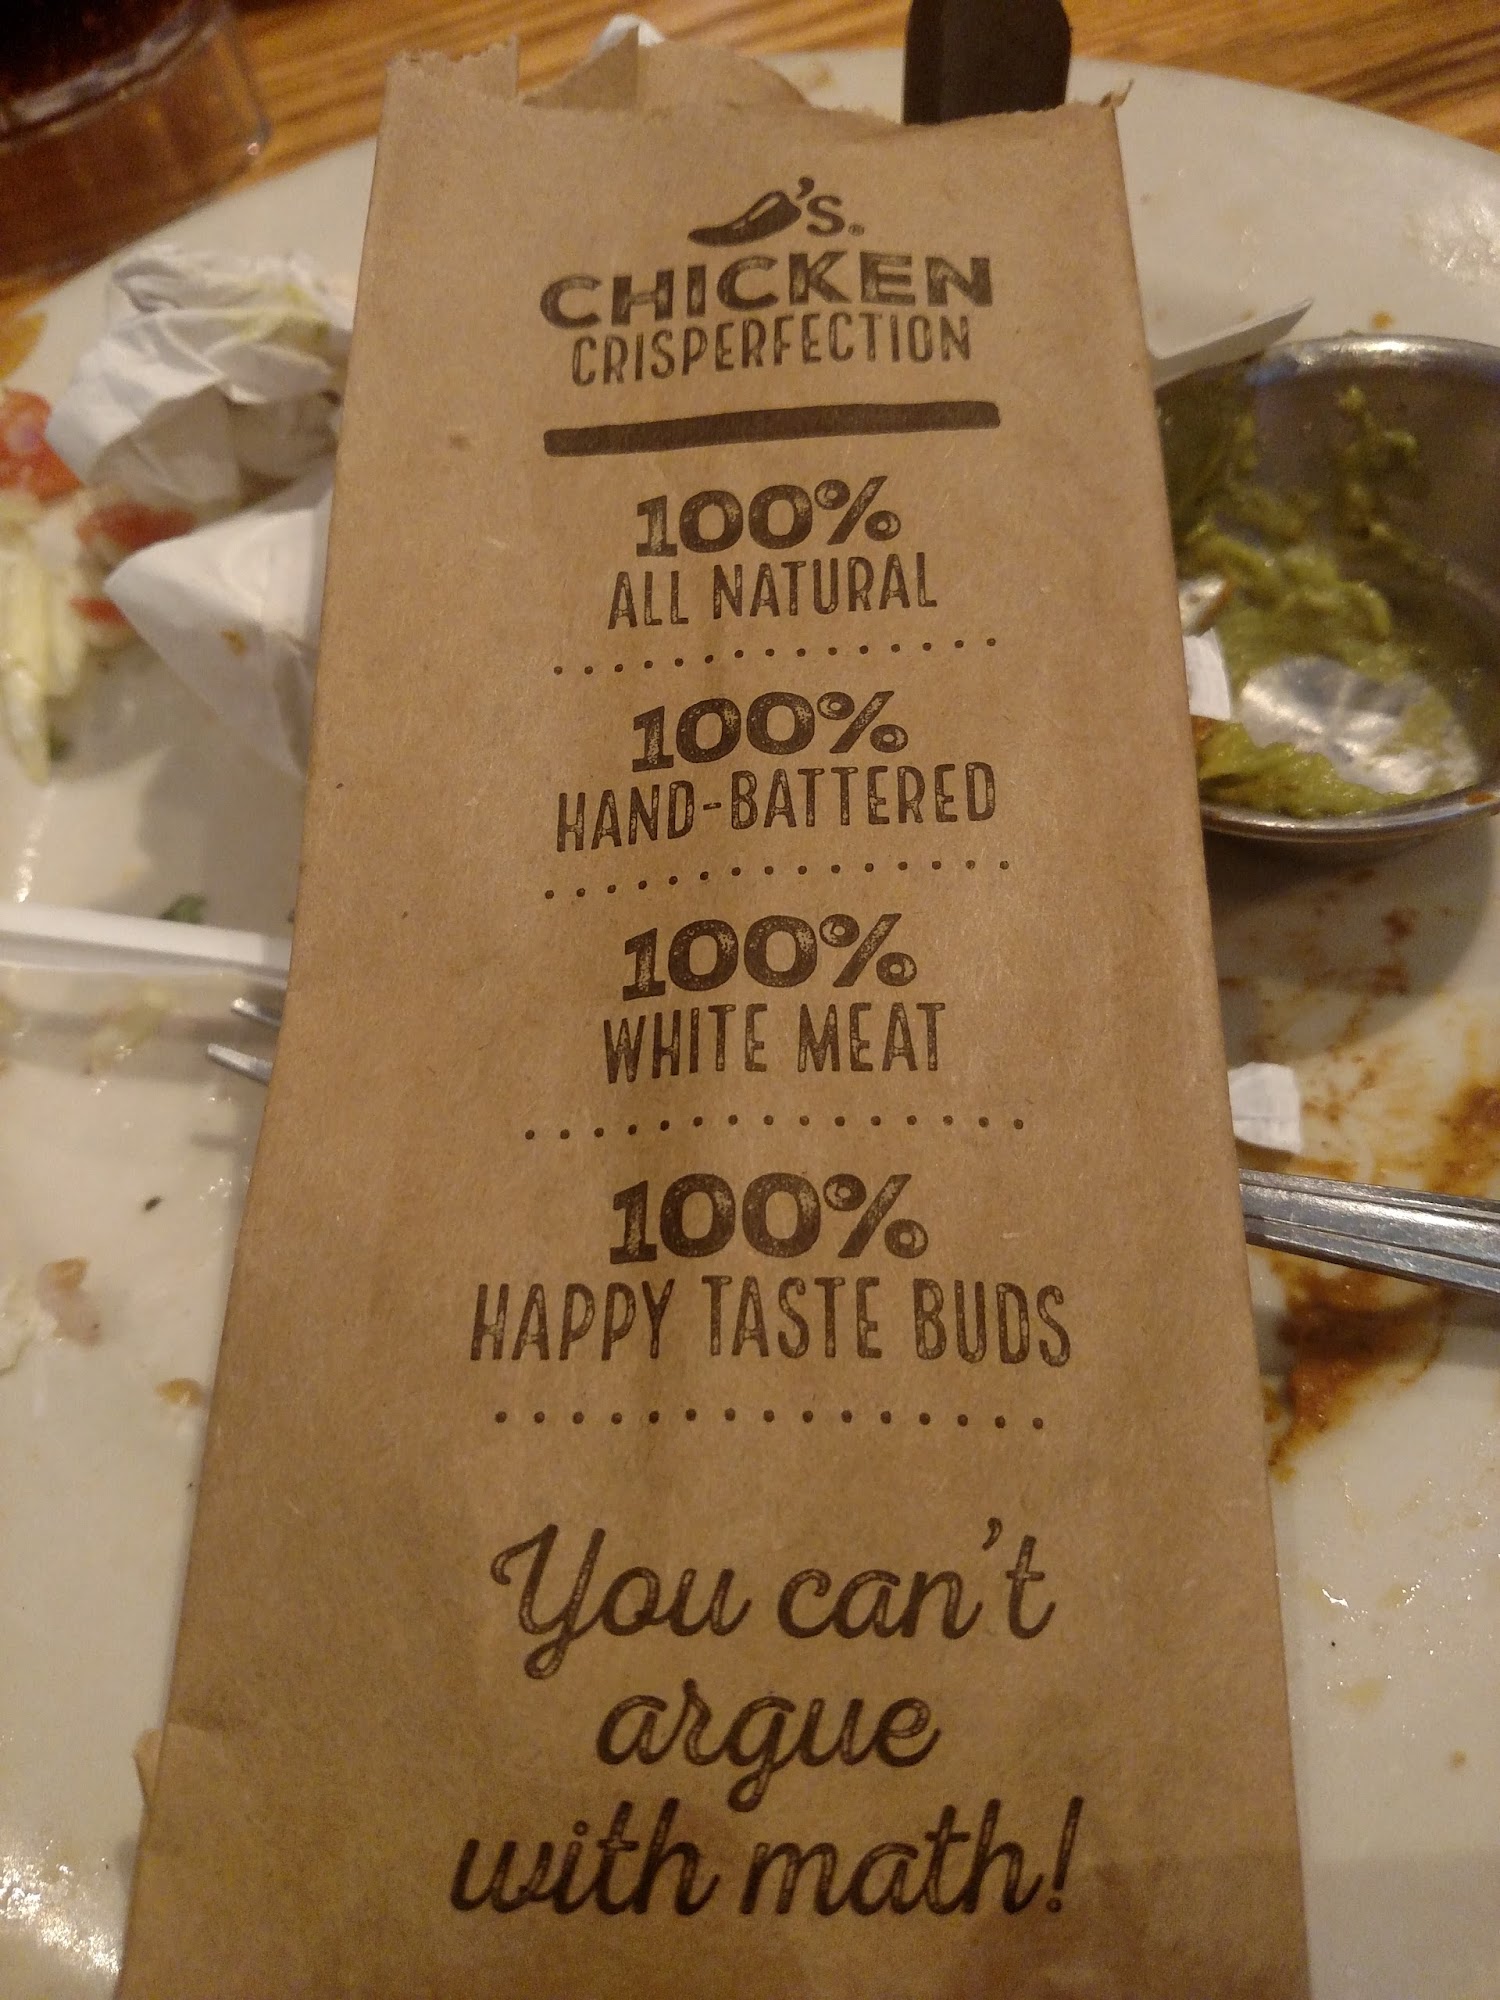 's.
CHICKEN
CRISPERFECTION
100%
ALL NATURAL
100%
HAND-BATTERED
100%
WHITE MEAT
100%
HAPPY TASTE BUDS
You can't
argue
with math!